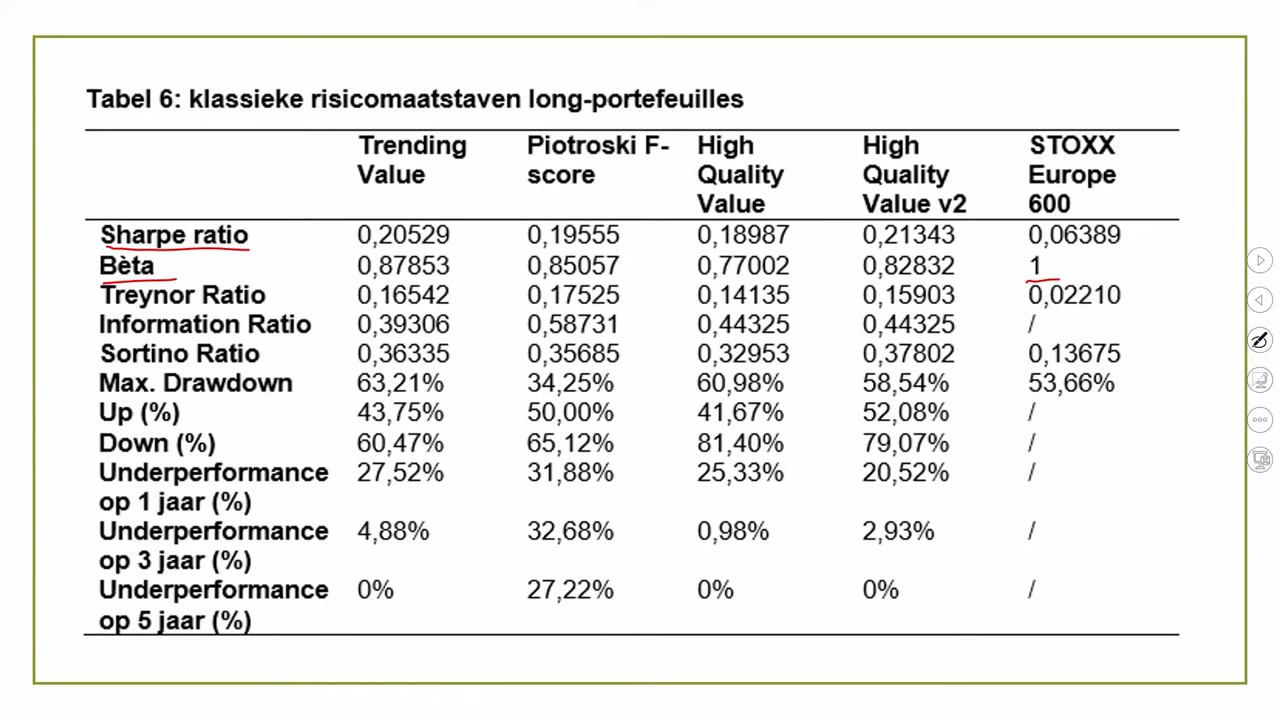 Tabel 6: klassieke risicomaatstaven long-portefeuilles
Trending Value Piotroski F-score High Quality Value High Quality Value v2 STOXX Europe 600
Sharpe ratio 0,20529 0,19555 0,18987 0,21343 0,06389
Bèta 0,87853 0,85057 0,77002 0,82832 1
Treynor Ratio 0,16542 0,17525 0,14135 0,15903 0,02210
Information Ratio 0,39306 0,58731 0,44325 0,44325 /
Sortino Ratio 0,36335 0,35685 0,32953 0,37802 0,13675
Max. Drawdown 63,21% 34,25% 60,98% 58,54% 53,66%
Up (%) 43,75% 50,00% 41,67% 52,08% /
Down (%) 60,47% 65,12% 81,40% 79,07% /
Underperformance 27,52% 31,88% 25,33% 20,52% /
op 1 jaar (%)
Underperformance 4,88% 32,68% 0,98% 2,93% /
op 3 jaar (%)
Underperformance 0% 27,22% 0% 0% /
op 5 jaar (%)